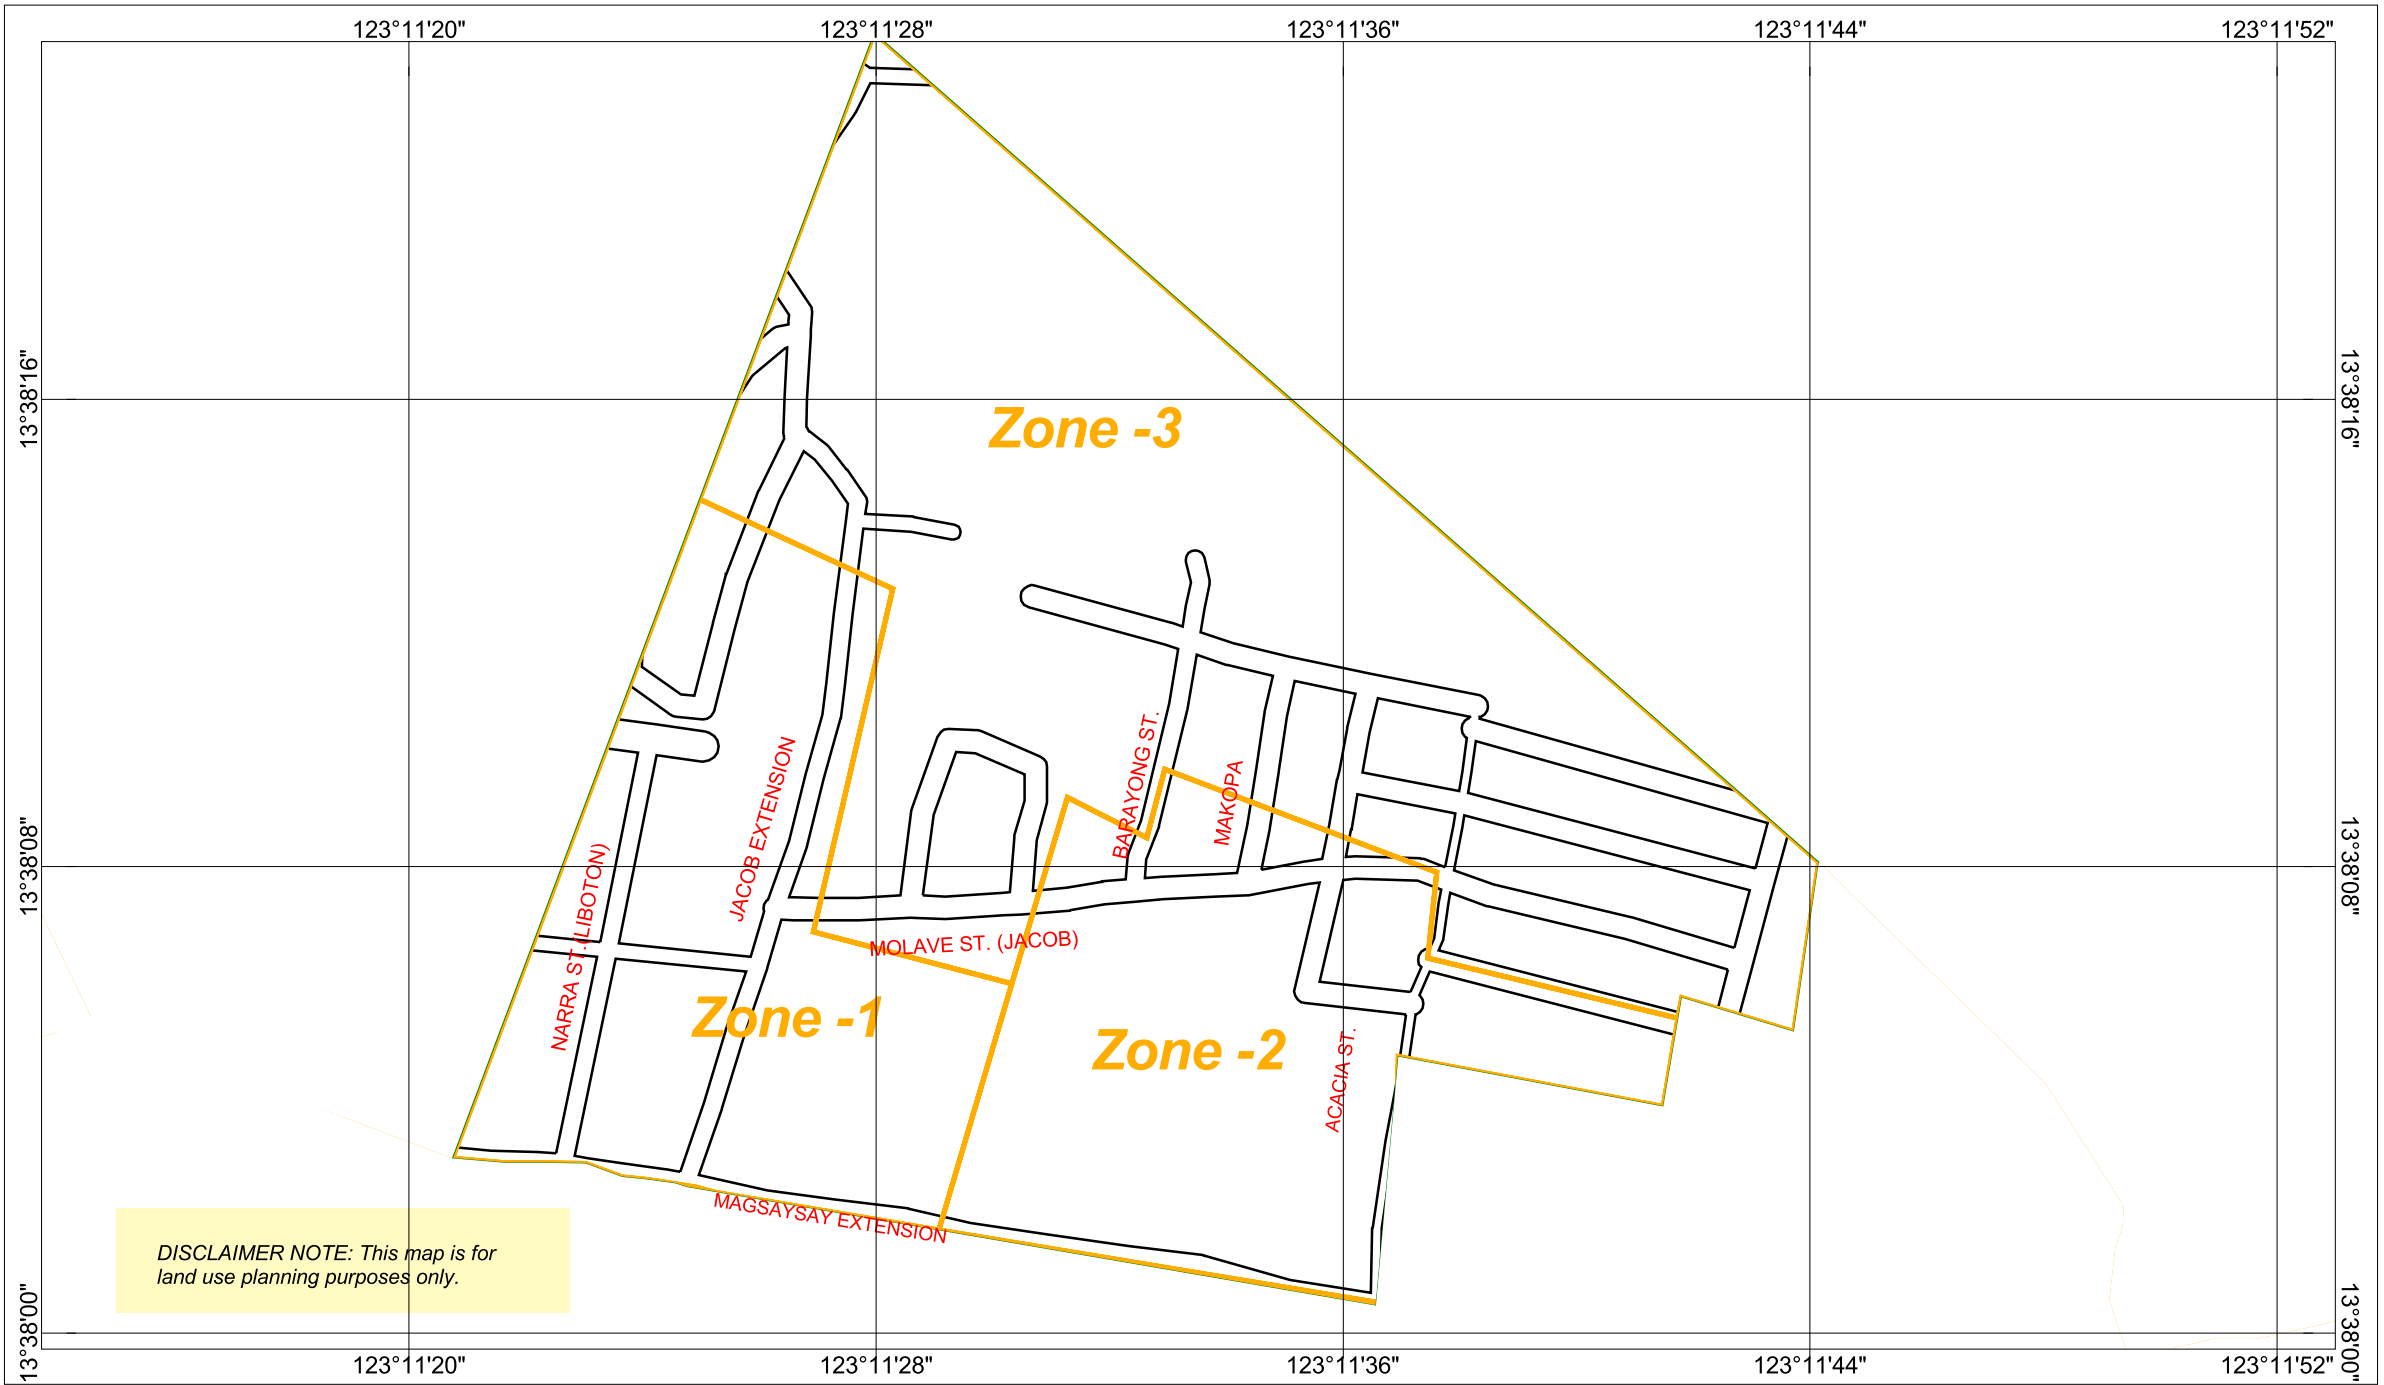 123°11'20" 123°11'28" 123°11'36" 123°11'44" 123°11'52"
13°38'16"
13°38'16"
Zone -3
BARAYONG ST.
MAKOPA
JACOB EXTENSION
13°38'08"
13°38'08"
NARRA ST. (LIBOTON)
MOLAVE ST. (JACOB)
Zone -1
Zone -2
ACACIA ST.
MAGSAYSAY EXTENSION
DISCLAIMER NOTE: This map is for
land use planning purposes only.
13°38'00"
13°38'00"
123°11'20" 123°11'28" 123°11'36" 123°11'44" 123°11'52"